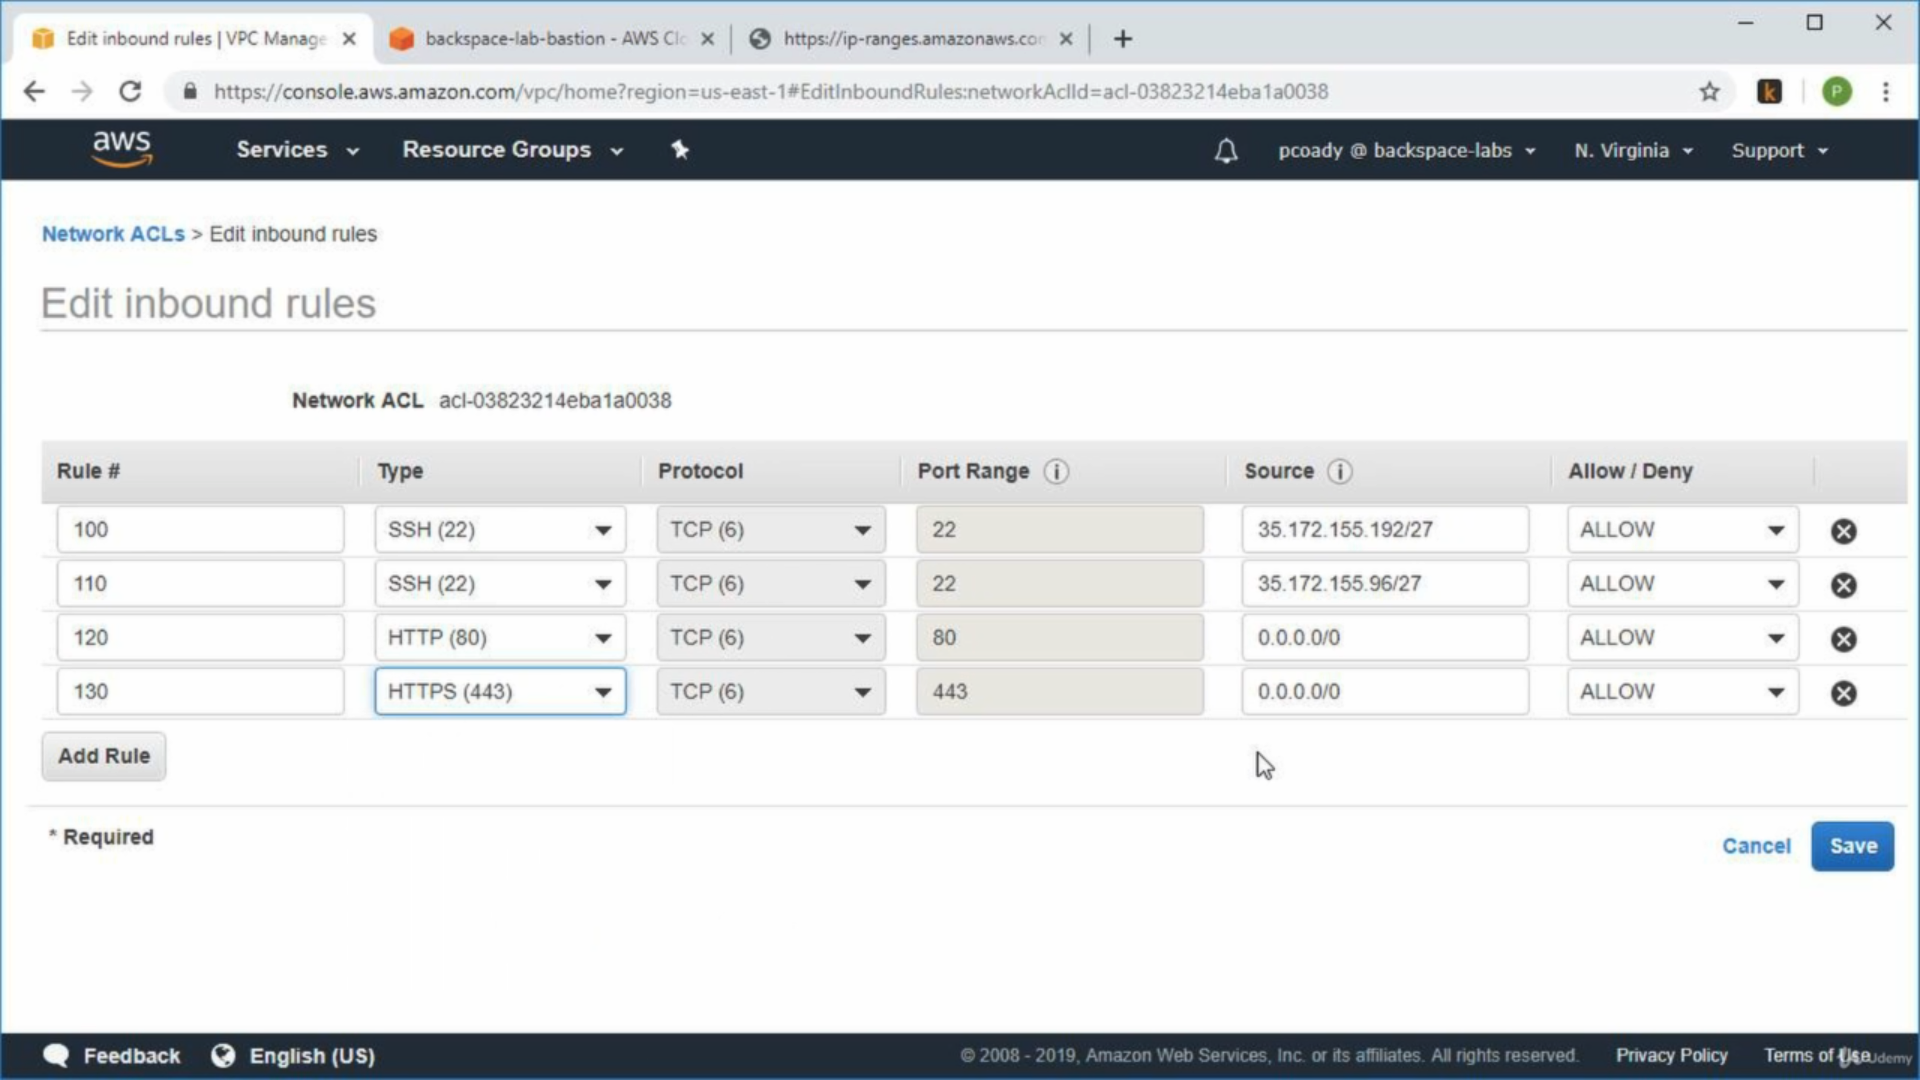 Edit inbound rules | VPC Manage
backspace-lab-bastion - AWS Clo
https://ip-ranges.amazonaws.com
https://console.aws.amazon.com/vpc/home?region=us-east-1#EditInboundRules:networkAclId=acl-03823214eba1a0038
k
P
aws
Services
Resource Groups
pcoady @ backspace-labs
N. Virginia
Support
Network ACLs > Edit inbound rules
Edit inbound rules
Network ACL acl-03823214eba1a0038
Rule # Type Protocol Port Range i Source i Allow / Deny
100 SSH (22) TCP (6) 22 35.172.155.192/27 ALLOW
110 SSH (22) TCP (6) 22 35.172.155.96/27 ALLOW
120 HTTP (80) TCP (6) 80 0.0.0.0/0 ALLOW
130 HTTPS (443) TCP (6) 443 0.0.0.0/0 ALLOW
Add Rule
* Required
Cancel
Save
Feedback
English (US)
© 2008 - 2019, Amazon Web Services, Inc. or its affiliates. All rights reserved.
Privacy Policy
Terms of Use
Udemy